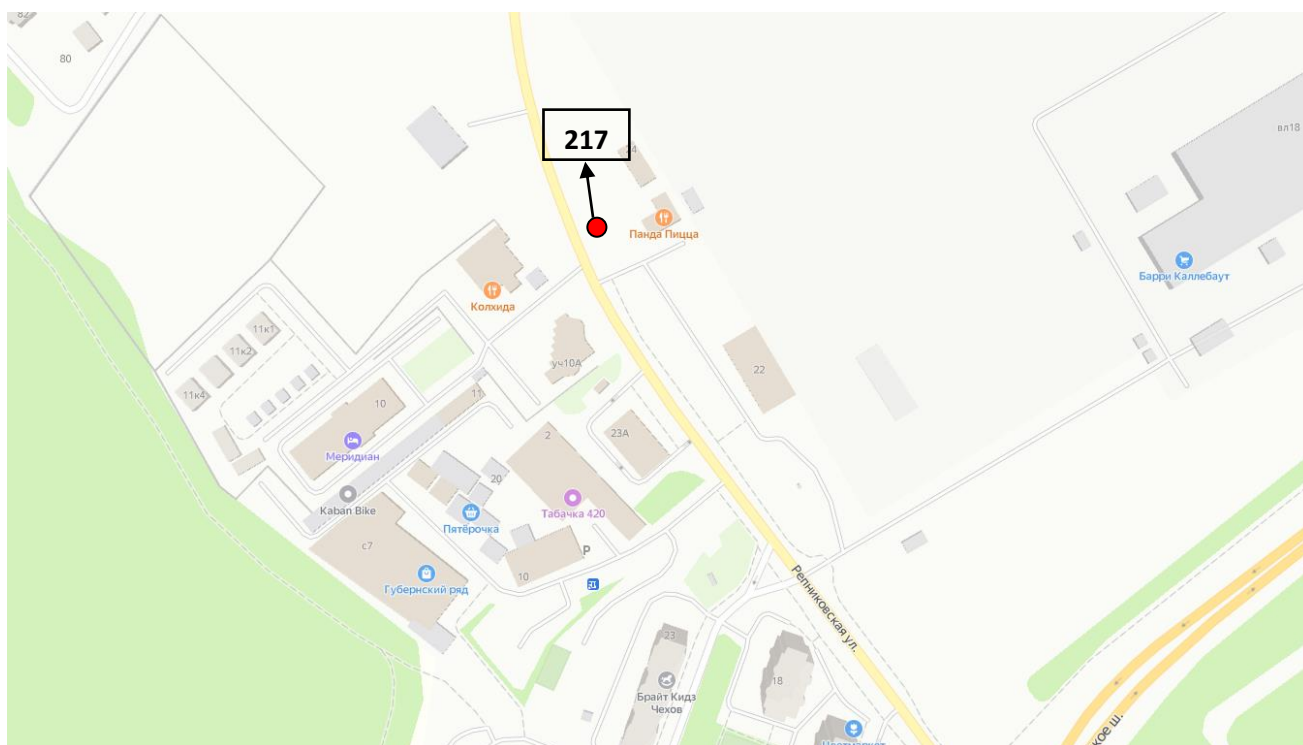 82
80
217
24
вл18
Панда Пицца
Барри Каллебаут
Колхида
11к1
11к2
11к4
уч10А
22
10
11
Меридиан
2
23А
20
Kaban Bike
Табачка 420
Пятёрочка
с7
P
10
Губернский ряд
Репниковская ул.
23
18
Брайт Кидз
Чехов
кое ш.